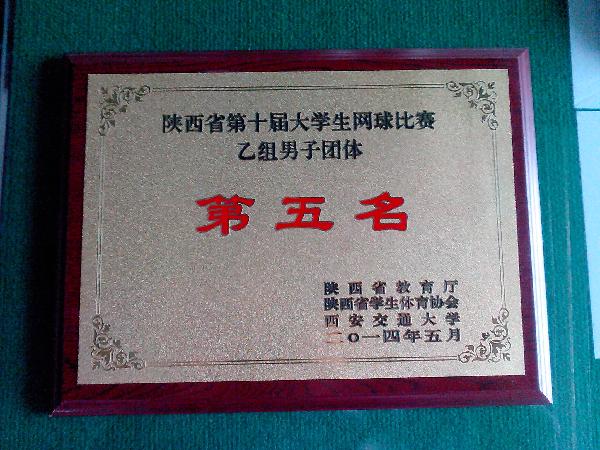 陕西省第十届大学生网球比赛
乙组男子团体
第五名
陕西省教育厅
陕西省学生体育协会
西安交通大学
二〇一四年五月